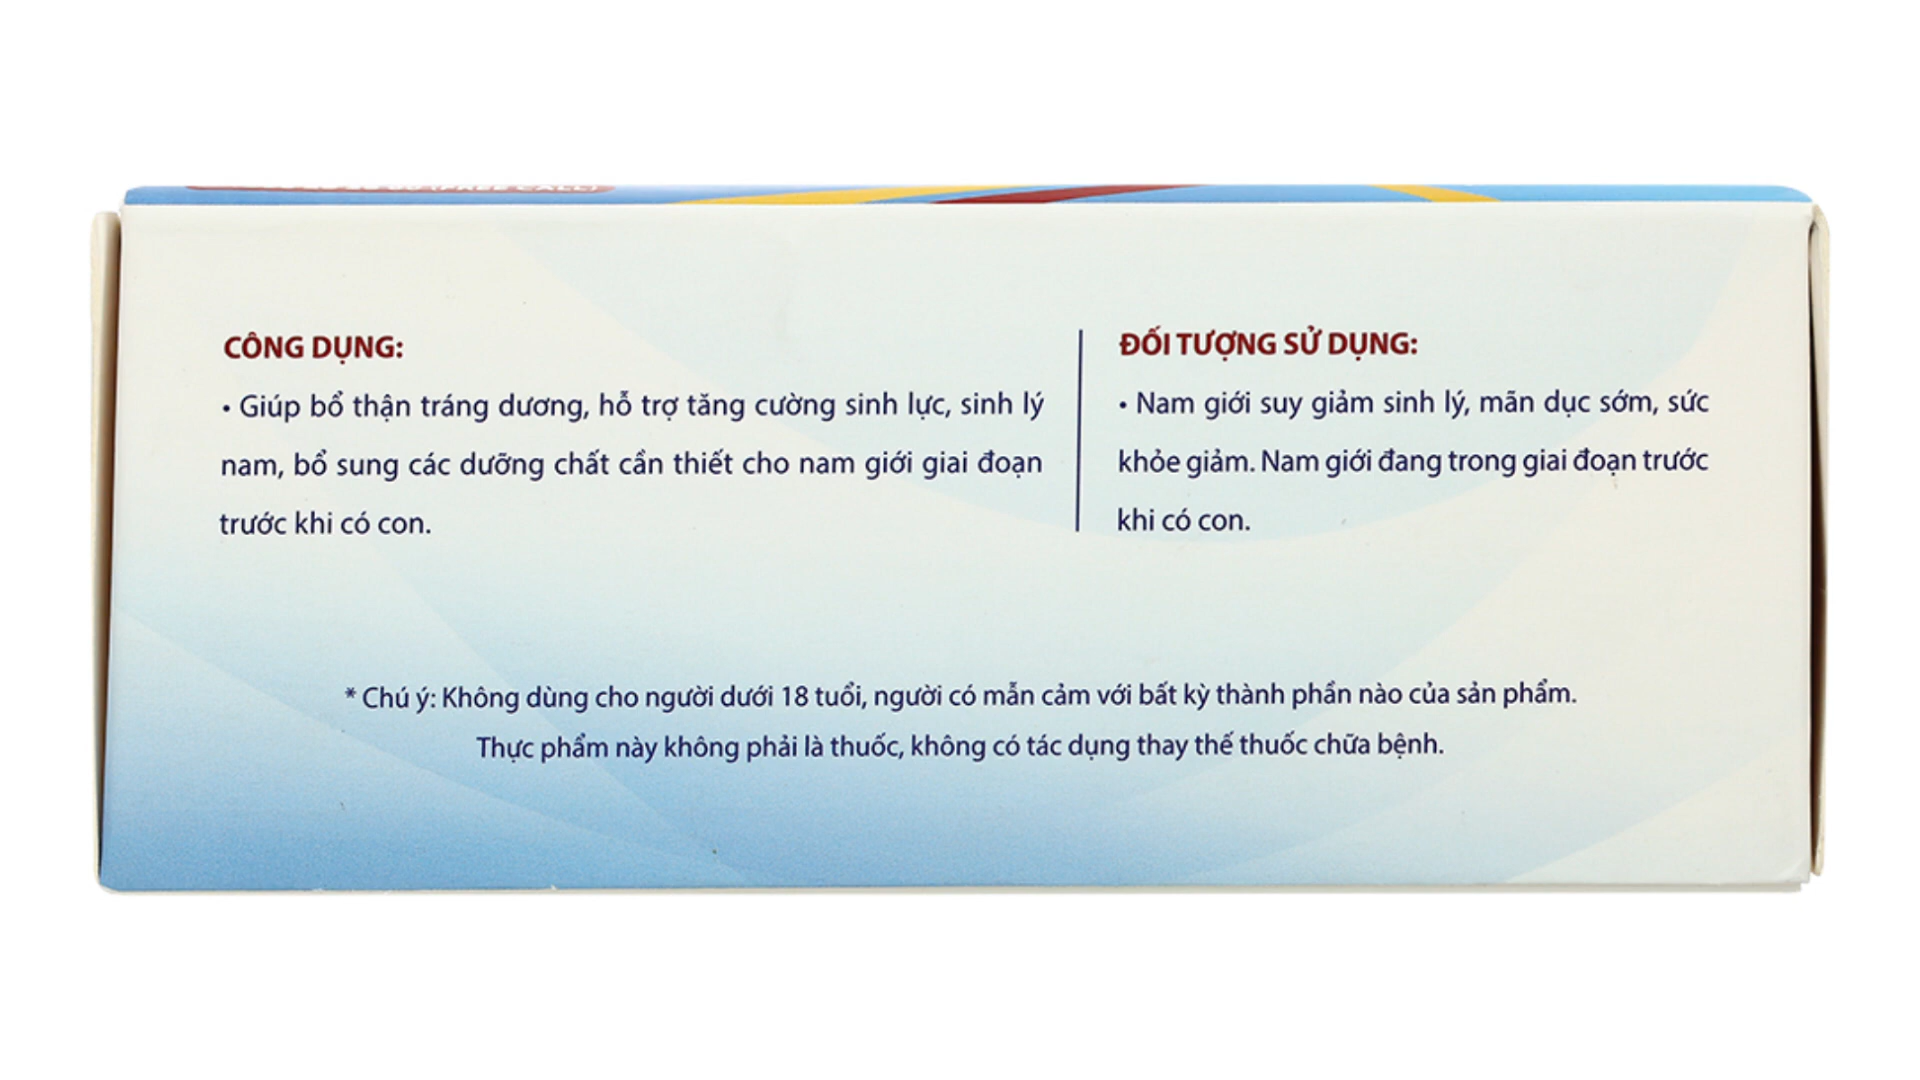 (FREE CALL)
CÔNG DỤNG:
• Giúp bổ thận tráng dương, hỗ trợ tăng cường sinh lực, sinh lý
nam, bổ sung các dưỡng chất cần thiết cho nam giới giai đoạn
trước khi có con.
ĐỐI TƯỢNG SỬ DỤNG:
• Nam giới suy giảm sinh lý, mãn dục sớm, sức
khỏe giảm. Nam giới đang trong giai đoạn trước
khi có con.
* Chú ý: Không dùng cho người dưới 18 tuổi, người có mẫn cảm với bất kỳ thành phần nào của sản phẩm.
Thực phẩm này không phải là thuốc, không có tác dụng thay thế thuốc chữa bệnh.